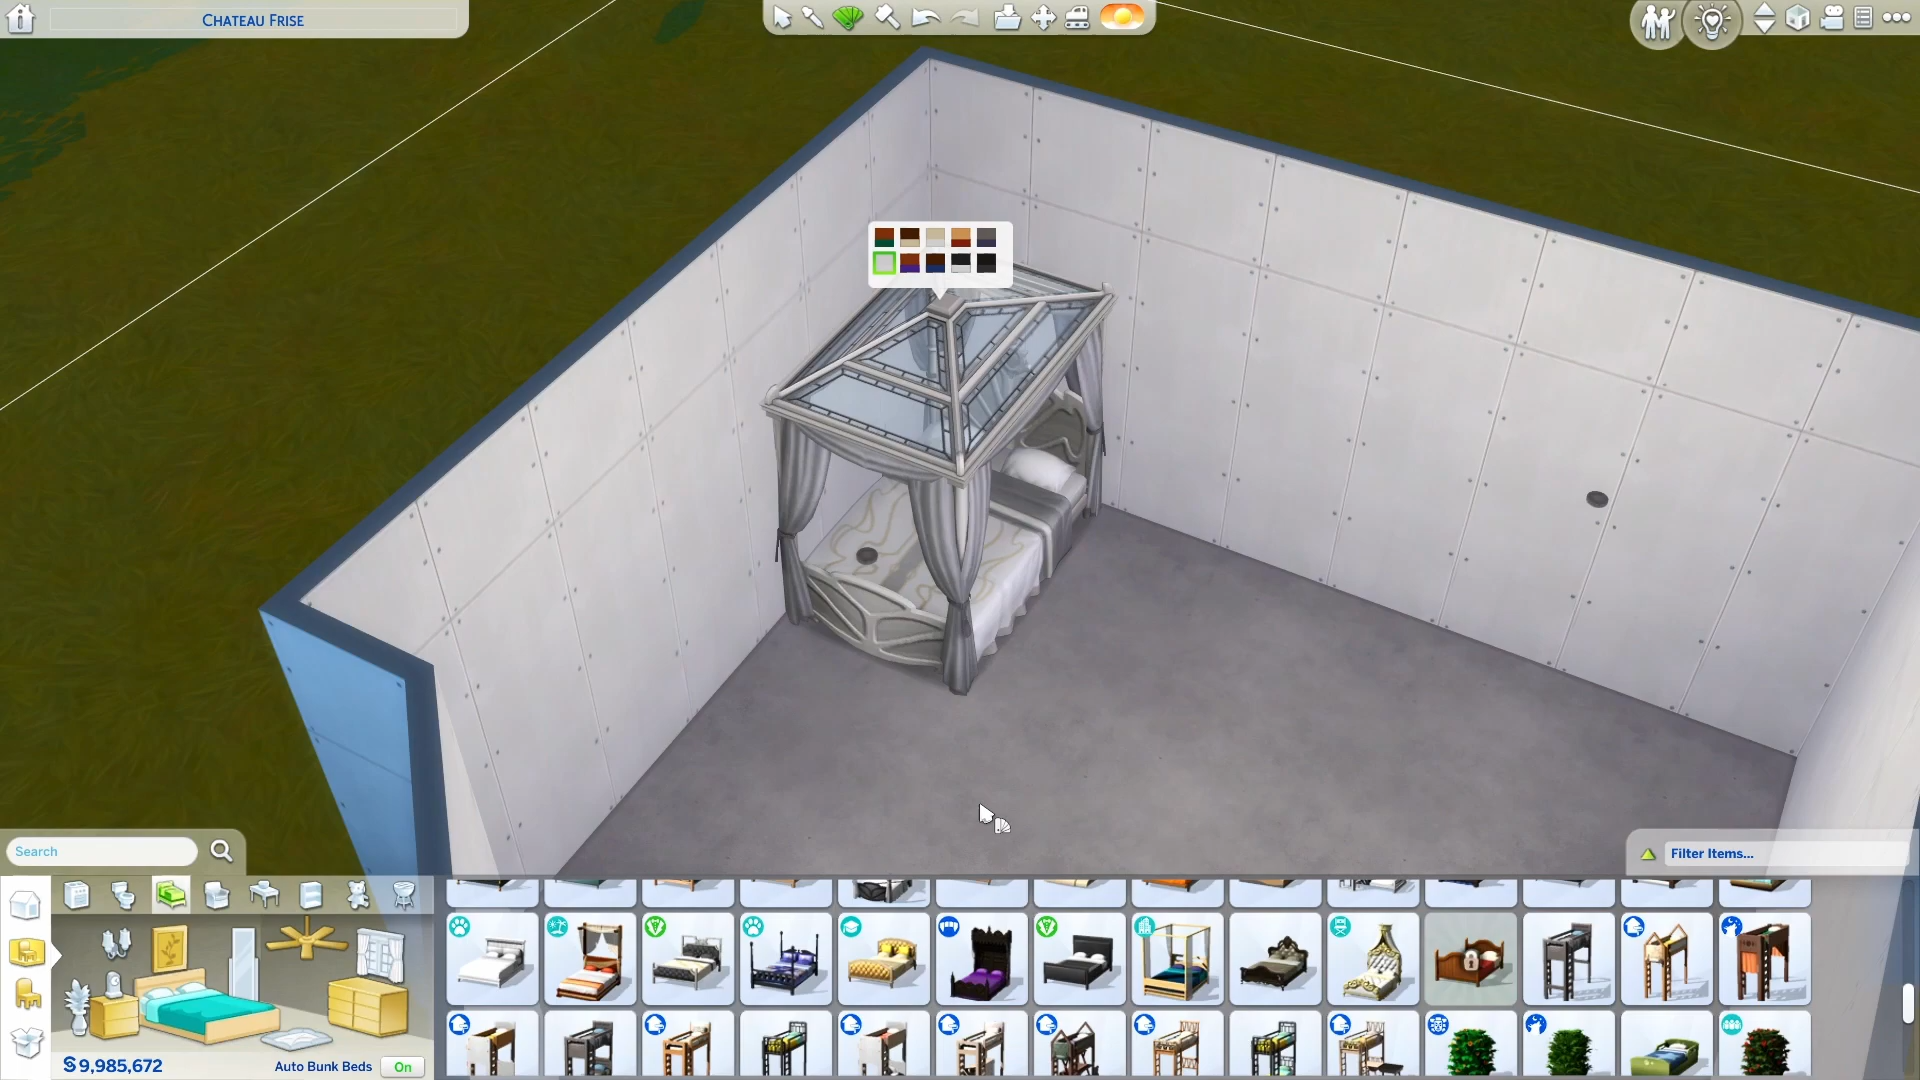 Chateau Frise
Search
Filter Items...
§9,985,672
Auto Bunk Beds
On